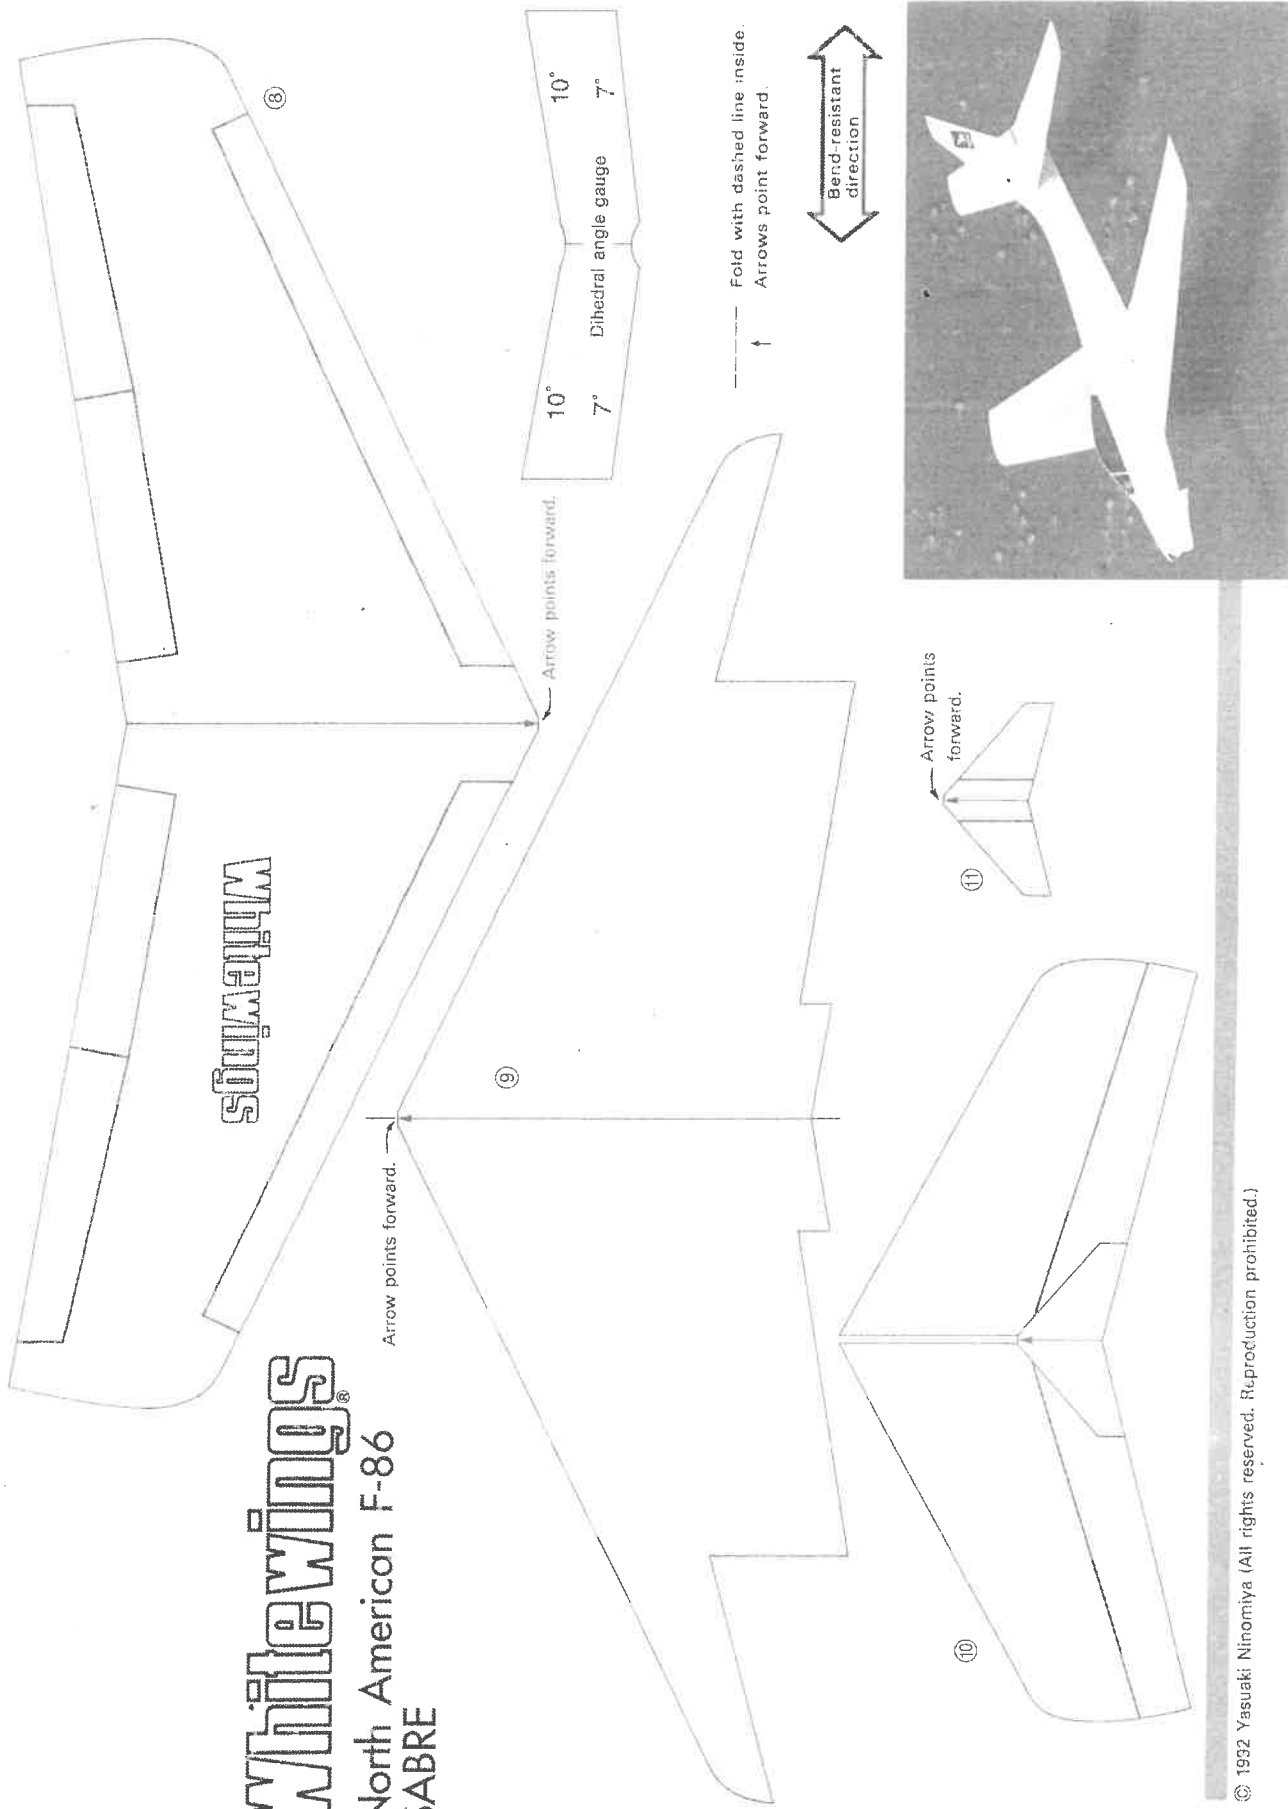 Whitewings®
North American F-86
SABRE
Whitewings
⑧
Arrow points forward.
10° 10°
7° 7°
Dihedral angle gauge
Fold with dashed line inside.
Arrows point forward.
Bend-resistant
direction
Arrow points forward.
⑨
⑩
⑪
Arrow points
forward.
© 1992 Yasuaki Ninomiya (All rights reserved. Reproduction prohibited.)